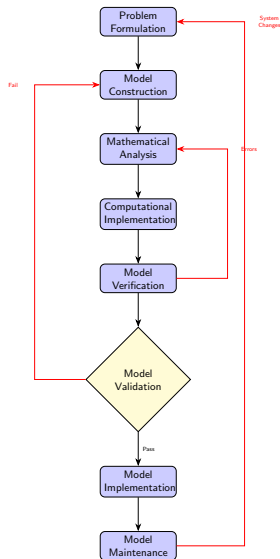 Problem
Formulation
System
Changes
Model
Construction
Fail
Mathematical
Analysis
Errors
Computational
Implementation
Model
Verification
Model
Validation
Pass
Model
Implementation
Model
Maintenance